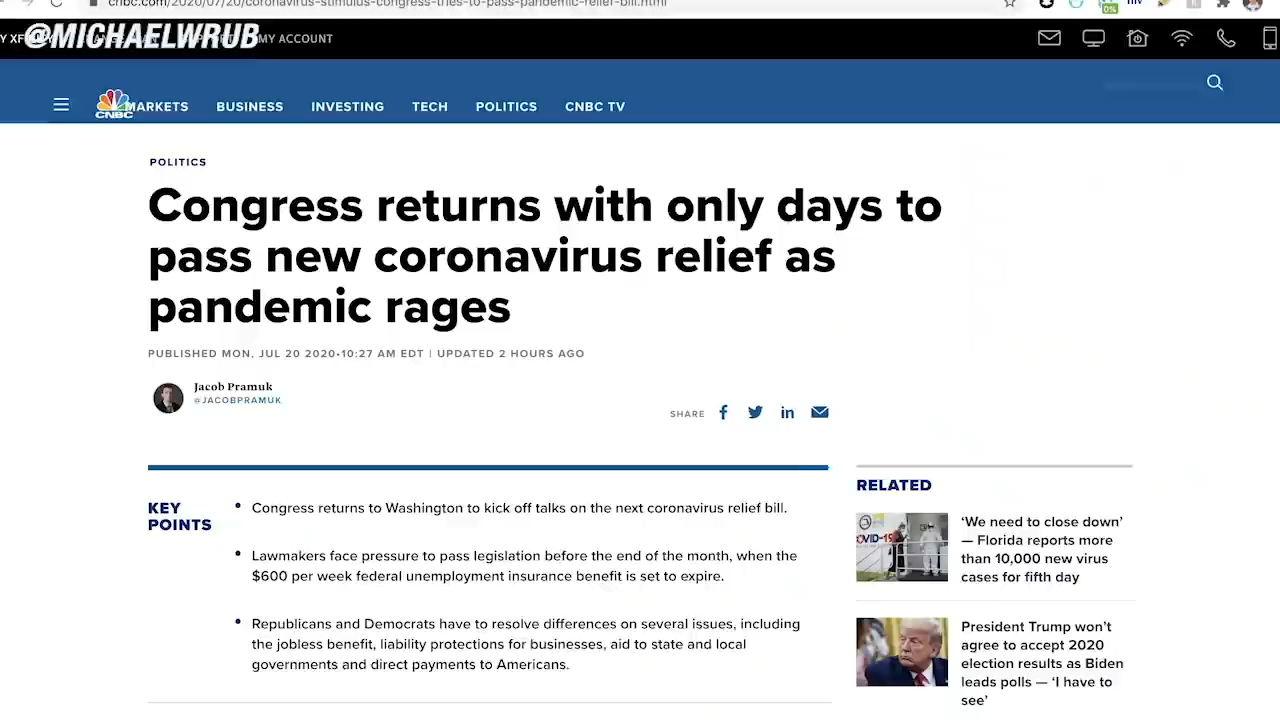 cnbc.com/2020/07/20/coronavirus-stimulus-congress-tries-to-pass-pandemic-relief-bill.html
0%
@MICHAELWRUB
MY ACCOUNT
CNBC
MARKETS BUSINESS INVESTING TECH POLITICS CNBC TV
POLITICS
Congress returns with only days to
pass new coronavirus relief as
pandemic rages
PUBLISHED MON, JUL 20 2020•10:27 AM EDT | UPDATED 2 HOURS AGO
Jacob Pramuk
@JACOBPRAMUK
SHARE
KEY
POINTS
• Congress returns to Washington to kick off talks on the next coronavirus relief bill.
• Lawmakers face pressure to pass legislation before the end of the month, when the
$600 per week federal unemployment insurance benefit is set to expire.
• Republicans and Democrats have to resolve differences on several issues, including
the jobless benefit, liability protections for businesses, aid to state and local
governments and direct payments to Americans.
RELATED
‘We need to close down’
— Florida reports more
than 10,000 new virus
cases for fifth day
President Trump won’t
agree to accept 2020
election results as Biden
leads polls — ‘I have to
see’